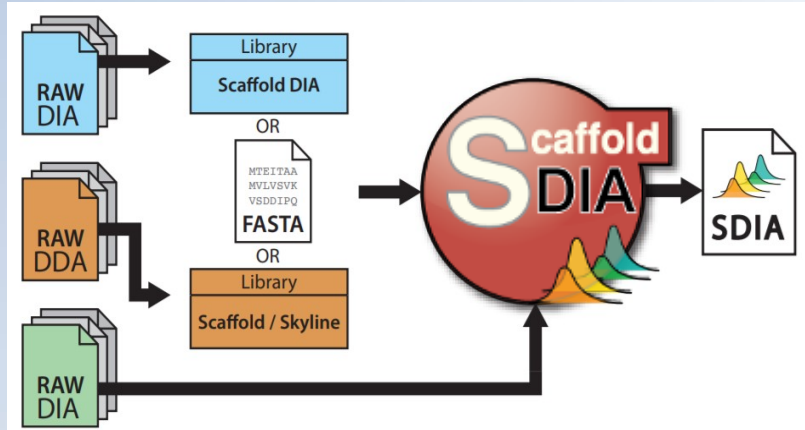 RAW
DIA
Library
Scaffold DIA
OR
MTEITAA
MVLVSVK
VSDDIPQ
FASTA
OR
RAW
DDA
Library
Scaffold / Skyline
RAW
DIA
Scaffold
DIA
SDIA